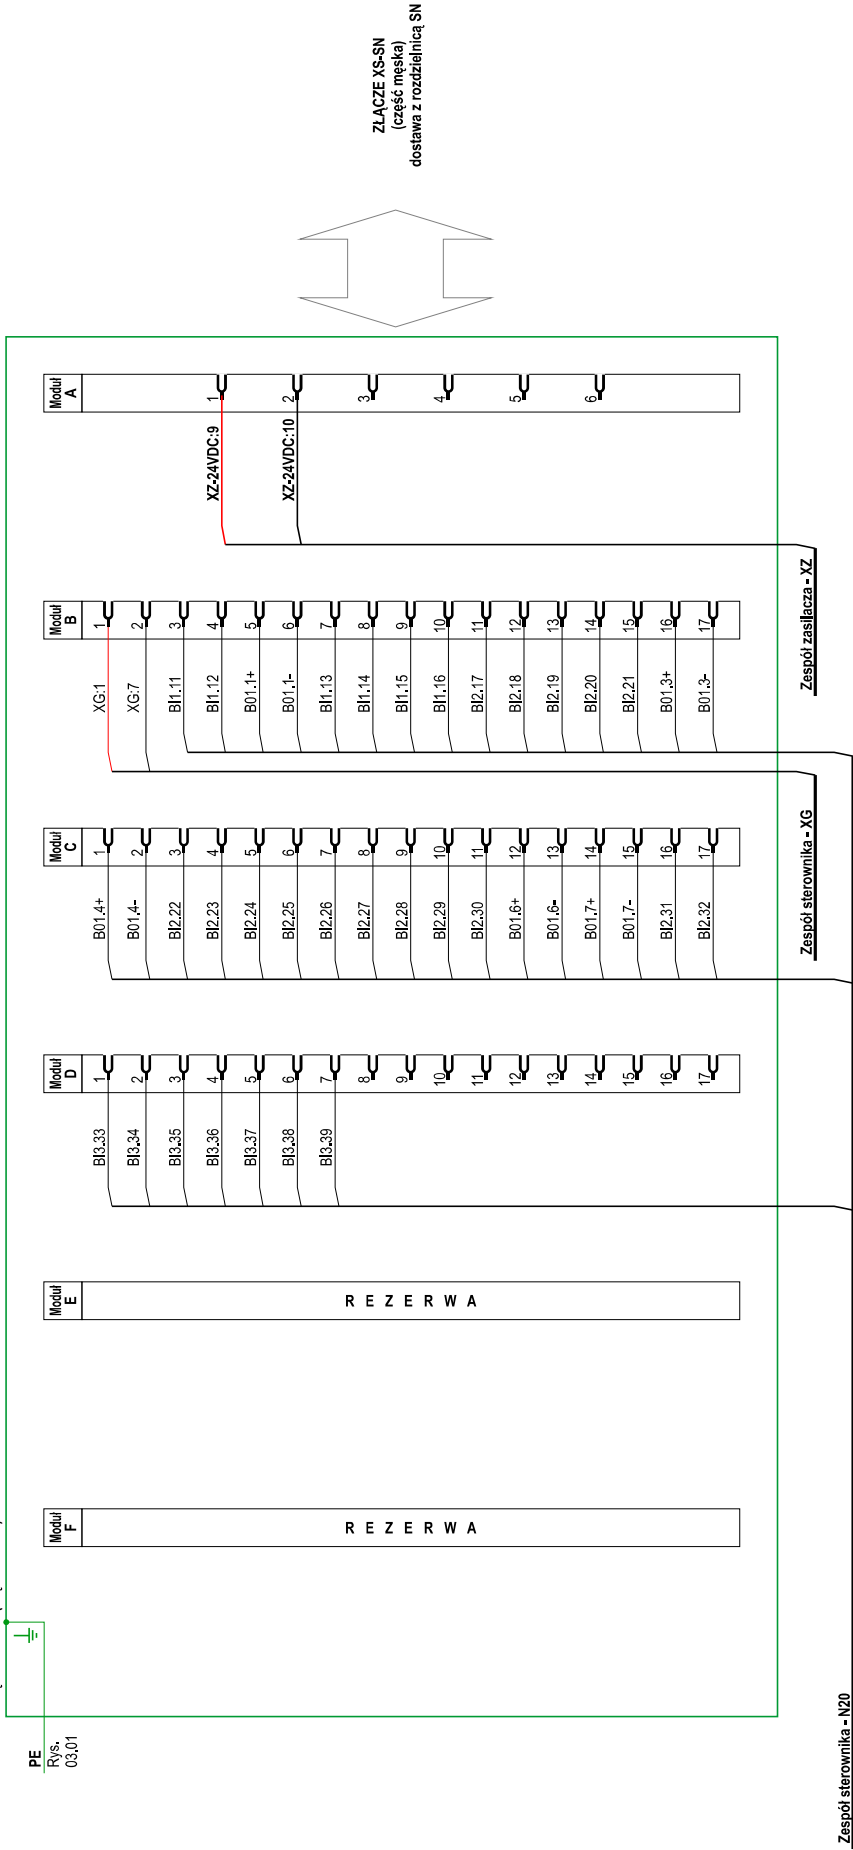 ZŁĄCZE XS-SN
(część męska)
dostawa z rozdzielnicą SN
Moduł
A
1
2
3
4
5
6
XZ-24VDC:9
XZ-24VDC:10
Zespół zasilacza - XZ
Moduł
B
1
2
3
4
5
6
7
8
9
10
11
12
13
14
15
16
17
XG:1
XG:7
BI1.11
BI1.12
B01.1+
B01.1-
BI1.13
BI1.14
BI1.15
BI1.16
BI2.17
BI2.18
BI2.19
BI2.20
BI2.21
B01.3+
B01.3-
Zespół sterownika - XG
Moduł
C
1
2
3
4
5
6
7
8
9
10
11
12
13
14
15
16
17
B01.4+
B01.4-
BI2.22
BI2.23
BI2.24
BI2.25
BI2.26
BI2.27
BI2.28
BI2.29
BI2.30
B01.6+
B01.6-
B01.7+
B01.7-
BI2.31
BI2.32
Moduł
D
1
2
3
4
5
6
7
8
9
10
11
12
13
14
15
16
17
BI3.33
BI3.34
BI3.35
BI3.36
BI3.37
BI3.38
BI3.39
Moduł
E
R E Z E R W A
Moduł
F
R E Z E R W A
PE
Rys.
03.01
Zespół sterownika - N20